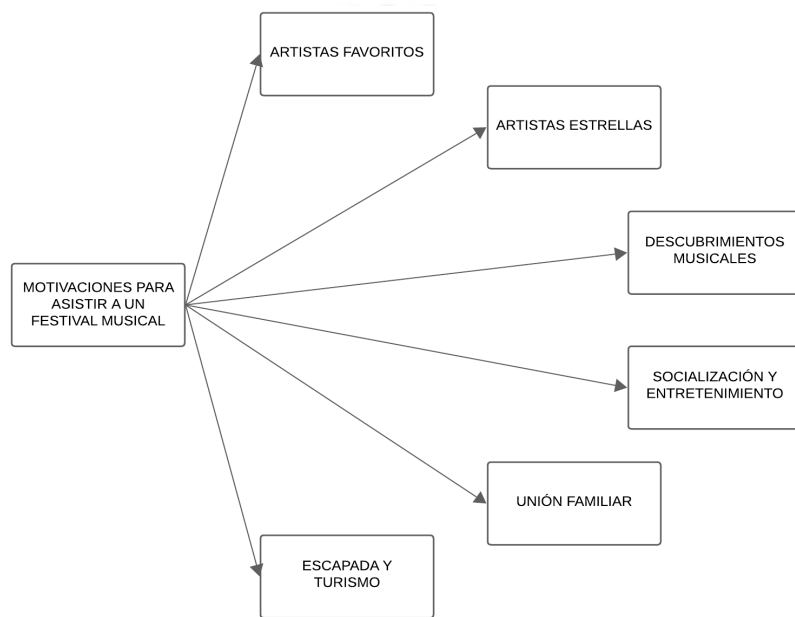 ARTISTAS FAVORITOS
ARTISTAS ESTRELLAS
DESCUBRIMIENTOS
MUSICALES
MOTIVACIONES PARA
ASISTIR A UN
FESTIVAL MUSICAL
SOCIALIZACIÓN Y
ENTRETENIMIENTO
UNIÓN FAMILIAR
ESCAPADA Y
TURISMO